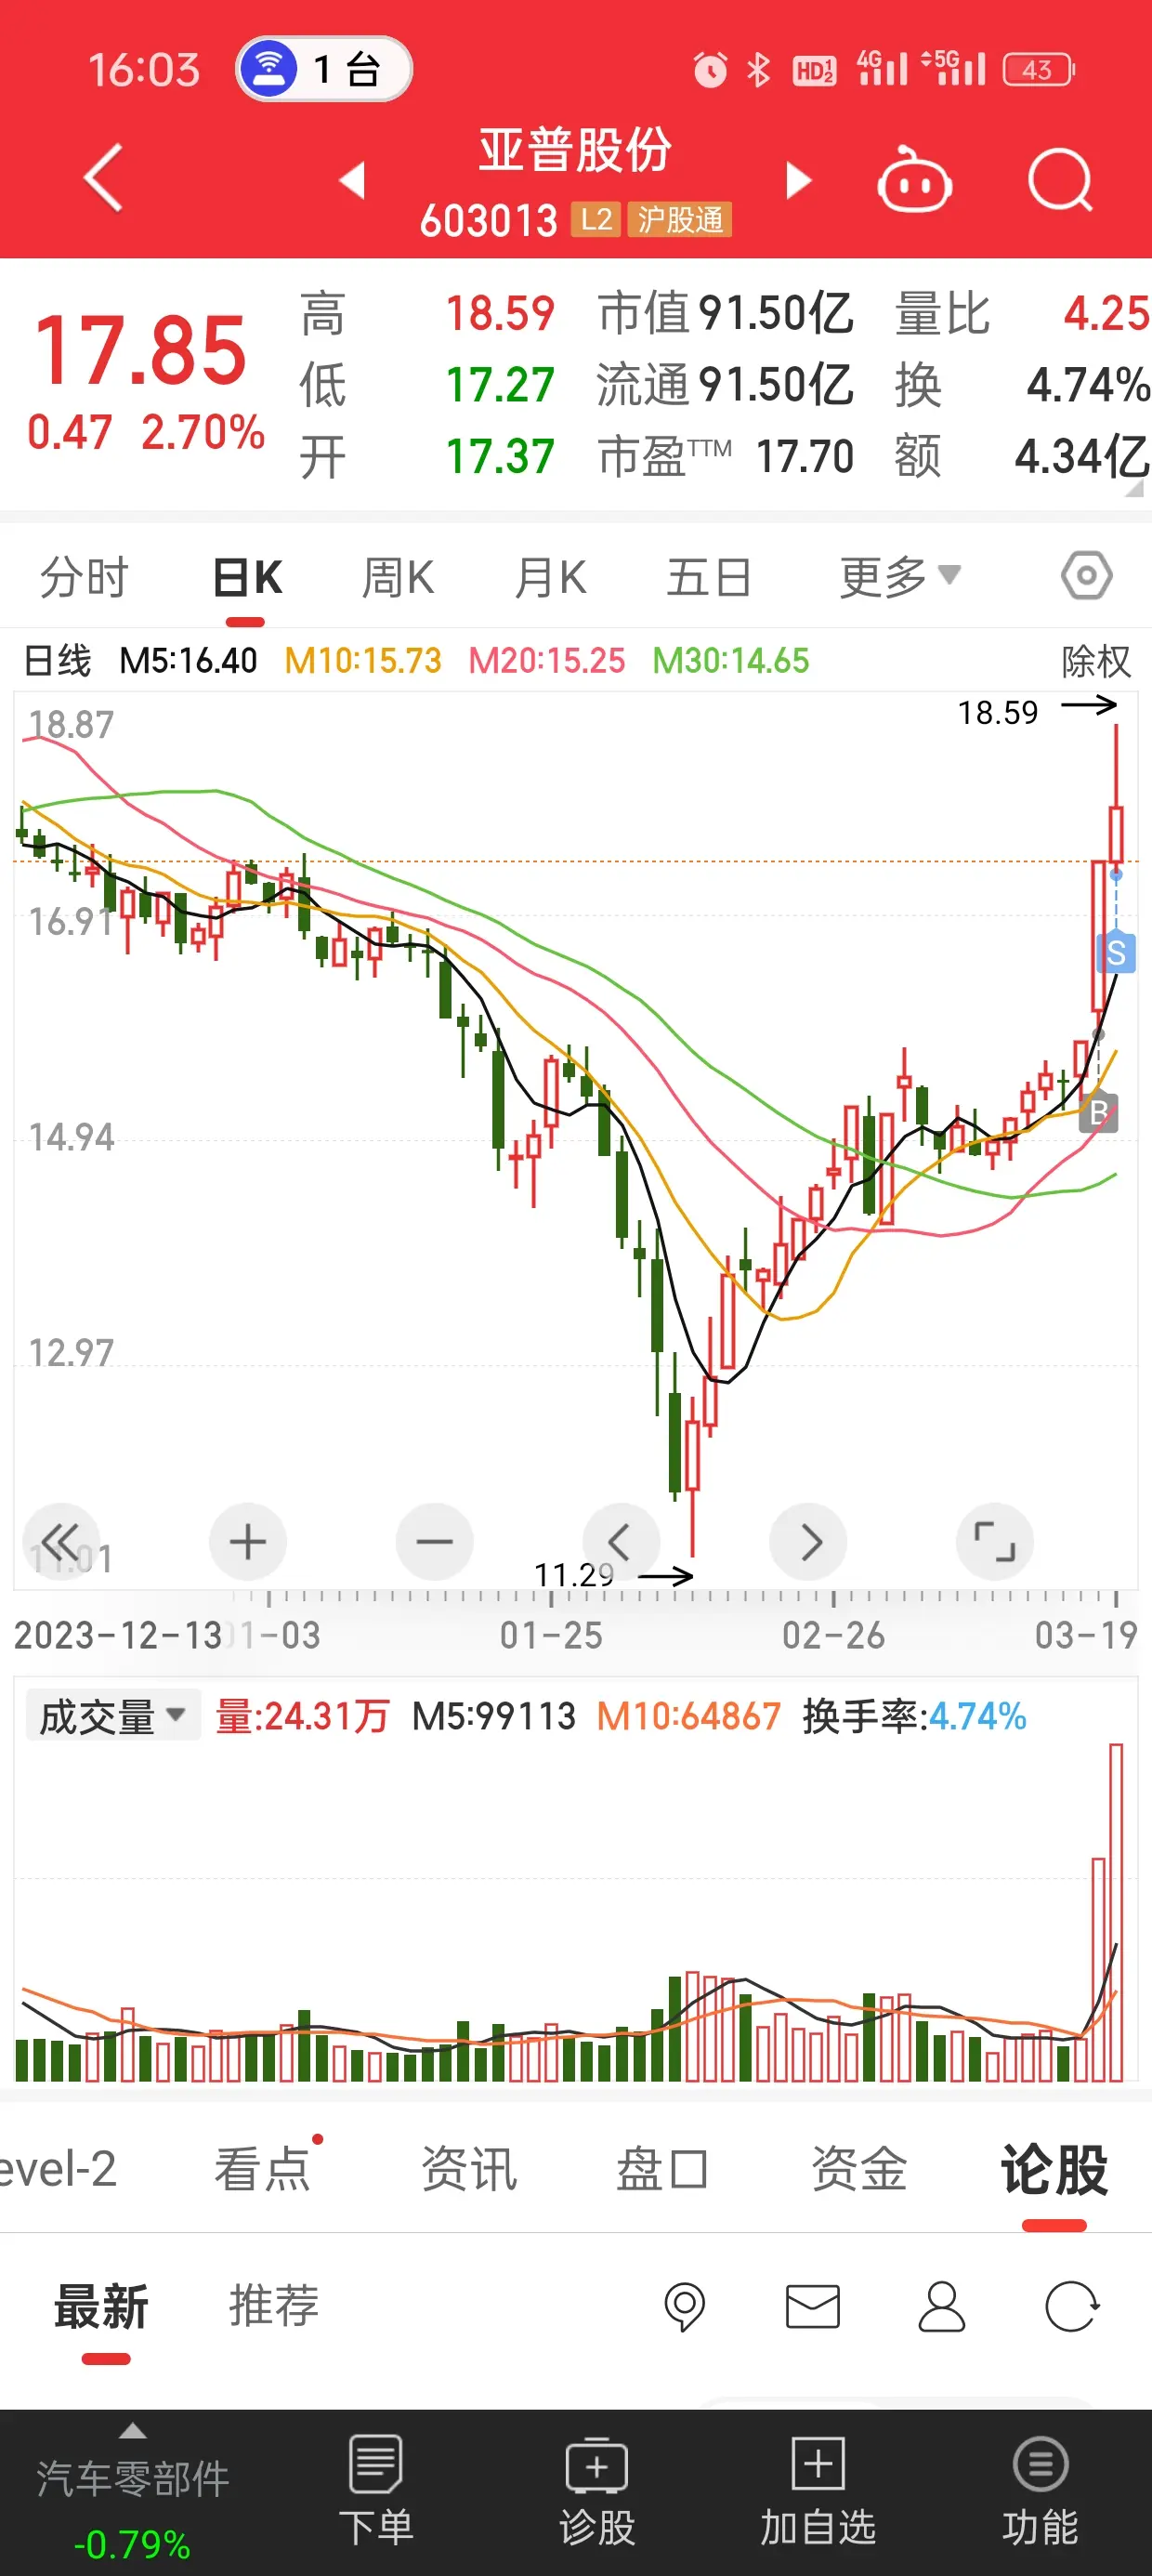 16:03 1 台 HD 1 2 4G 5G 43
亚普股份
603013 L2 沪股通
17.85 高 18.59 市值 91.50亿 量比 4.25
低 17.27 流通 91.50亿 换 4.74%
0.47 2.70% 开 17.37 市盈TTM 17.70 额 4.34亿
分时 日K 周K 月K 五日 更多
日线 M5:16.40 M10:15.73 M20:15.25 M30:14.65 除权
18.59
18.87
16.91
S
B
14.94
12.97
11.01
11.29
2023-12-13 01-03 01-25 02-26 03-19
成交量 量:24.31万 M5:99113 M10:64867 换手率:4.74%
evel-2 看点 资讯 盘口 资金 论股
最新 推荐
汽车零部件 下单 诊股 加自选 功能
-0.79%